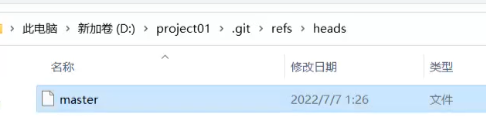 此电脑 > 新加卷 (D:) > project01 > .git > refs > heads
名称 修改日期 类型
master 2022/7/7 1:26 文件